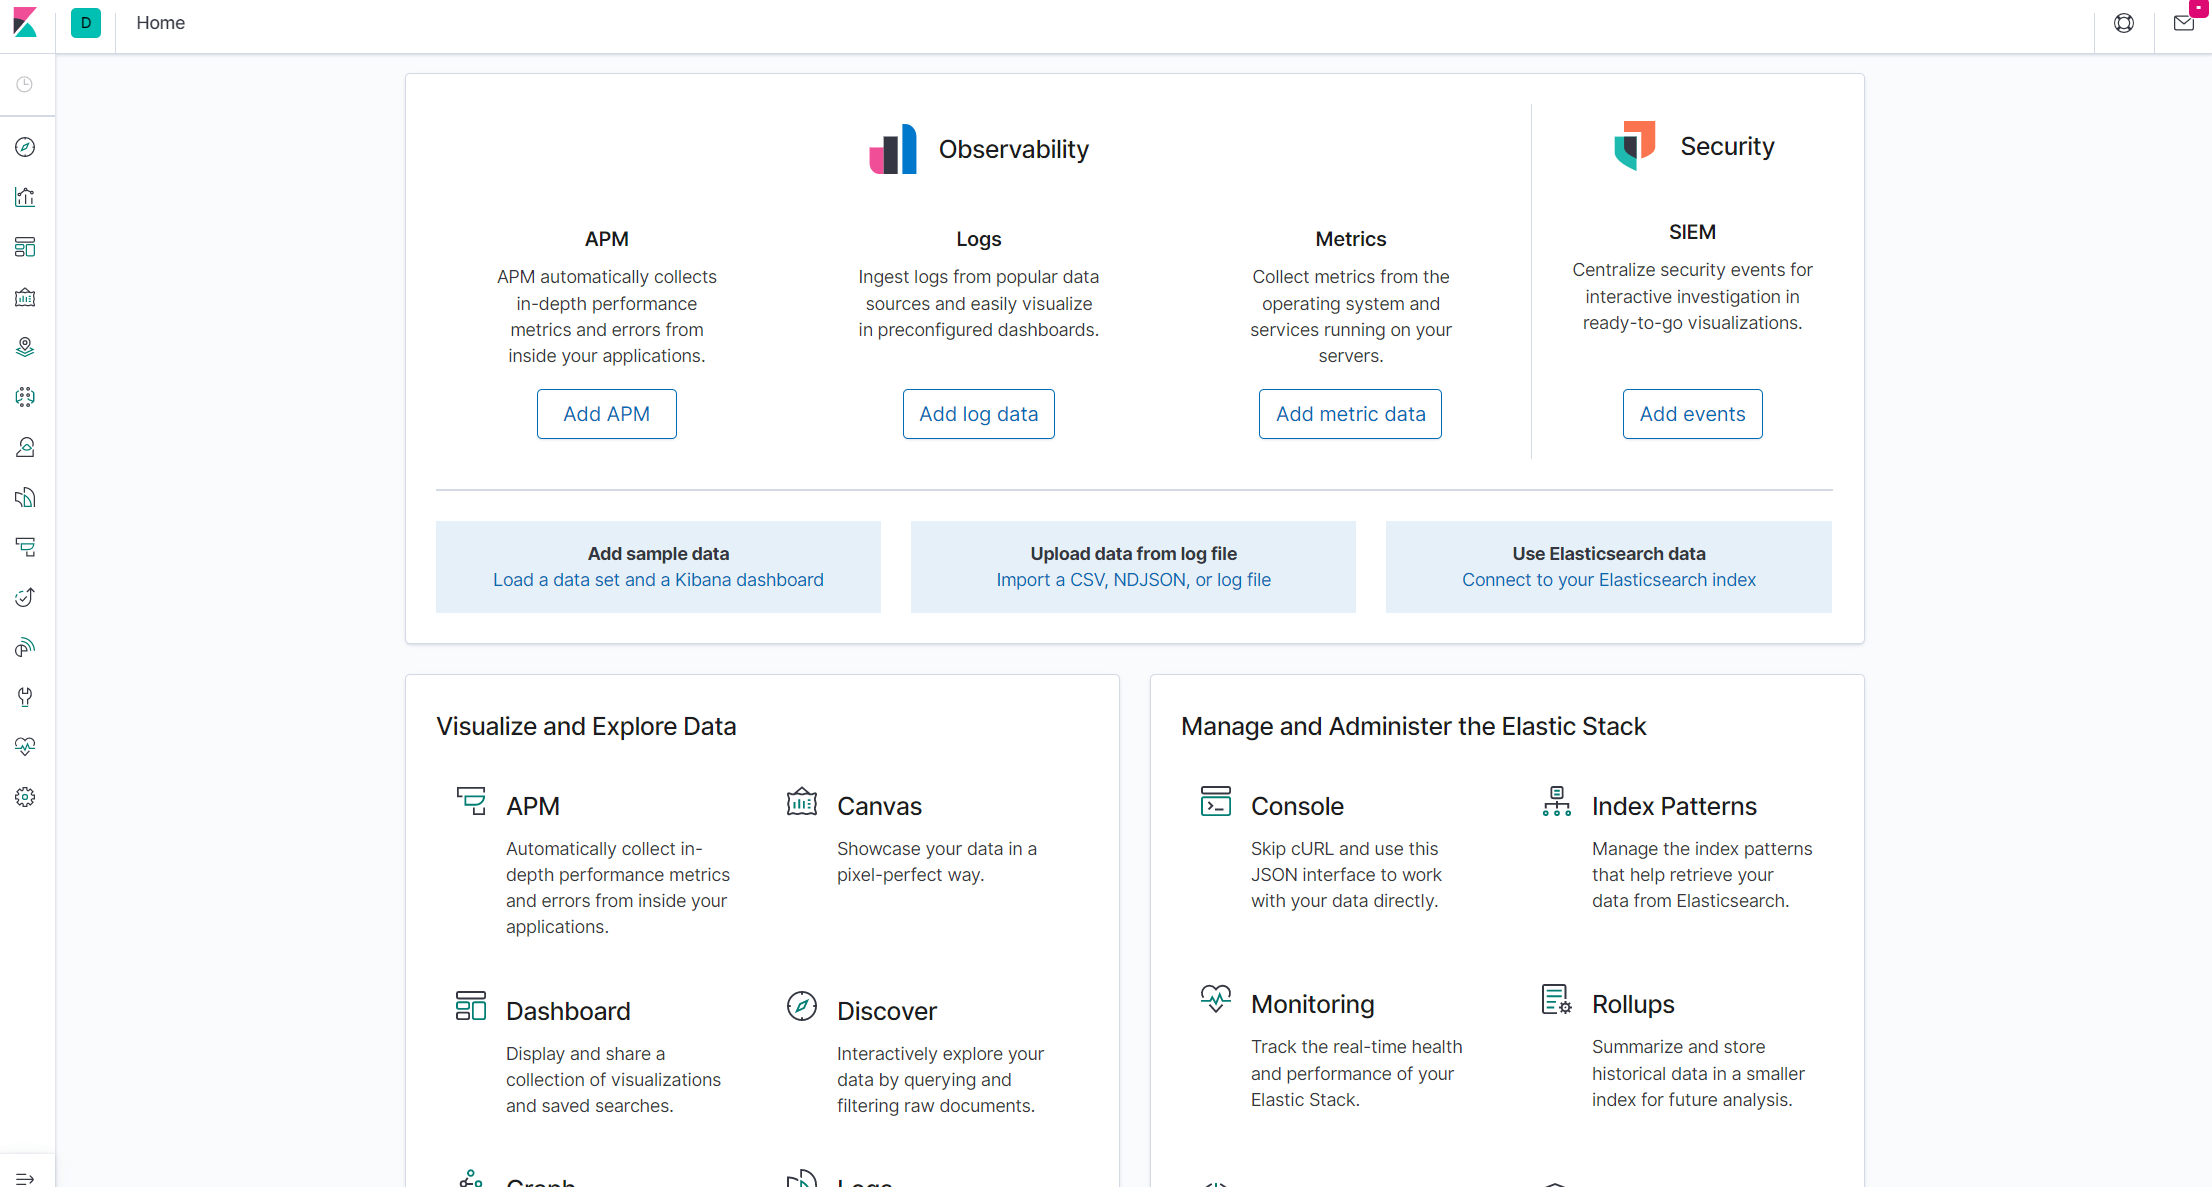 D
Home
Observability
Security
APM
APM automatically collects
in-depth performance
metrics and errors from
inside your applications.
Add APM
Logs
Ingest logs from popular data
sources and easily visualize
in preconfigured dashboards.
Add log data
Metrics
Collect metrics from the
operating system and
services running on your
servers.
Add metric data
SIEM
Centralize security events for
interactive investigation in
ready-to-go visualizations.
Add events
Add sample data
Load a data set and a Kibana dashboard
Upload data from log file
Import a CSV, NDJSON, or log file
Use Elasticsearch data
Connect to your Elasticsearch index
Visualize and Explore Data
APM
Automatically collect in-
depth performance metrics
and errors from inside your
applications.
Canvas
Showcase your data in a
pixel-perfect way.
Dashboard
Display and share a
collection of visualizations
and saved searches.
Discover
Interactively explore your
data by querying and
filtering raw documents.
Graph
Logs
Manage and Administer the Elastic Stack
Console
Skip cURL and use this
JSON interface to work
with your data directly.
Index Patterns
Manage the index patterns
that help retrieve your
data from Elasticsearch.
Monitoring
Track the real-time health
and performance of your
Elastic Stack.
Rollups
Summarize and store
historical data in a smaller
index for future analysis.